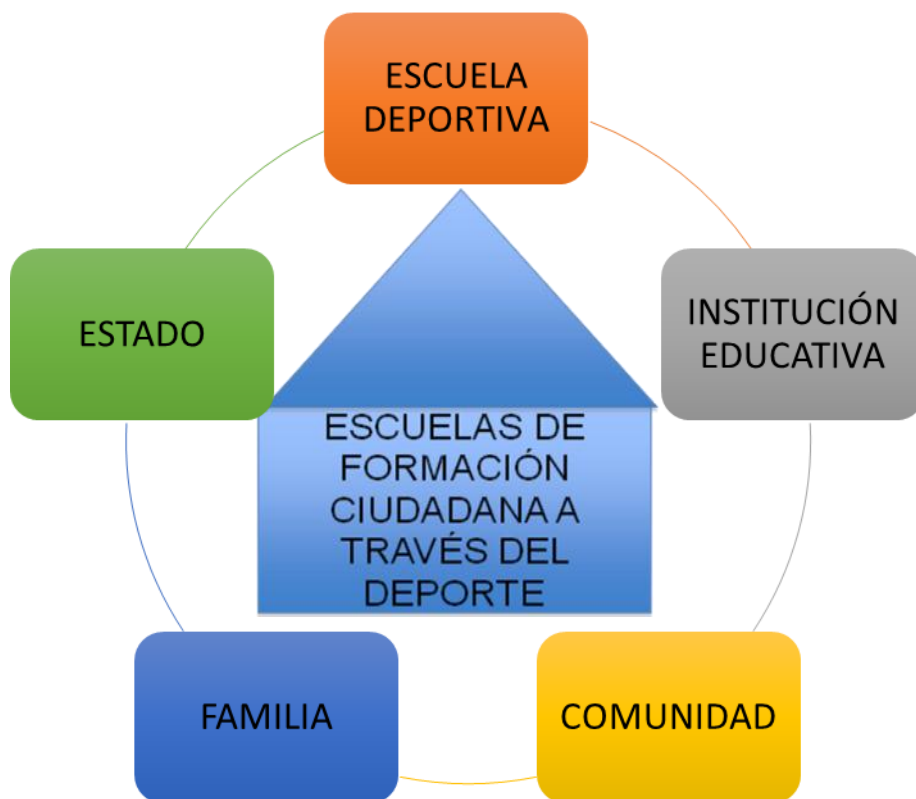 ESCUELA
DEPORTIVA
ESTADO
INSTITUCIÓN
EDUCATIVA
ESCUELAS DE
FORMACIÓN
CIUDADANA A
TRAVÉS DEL
DEPORTE
FAMILIA
COMUNIDAD